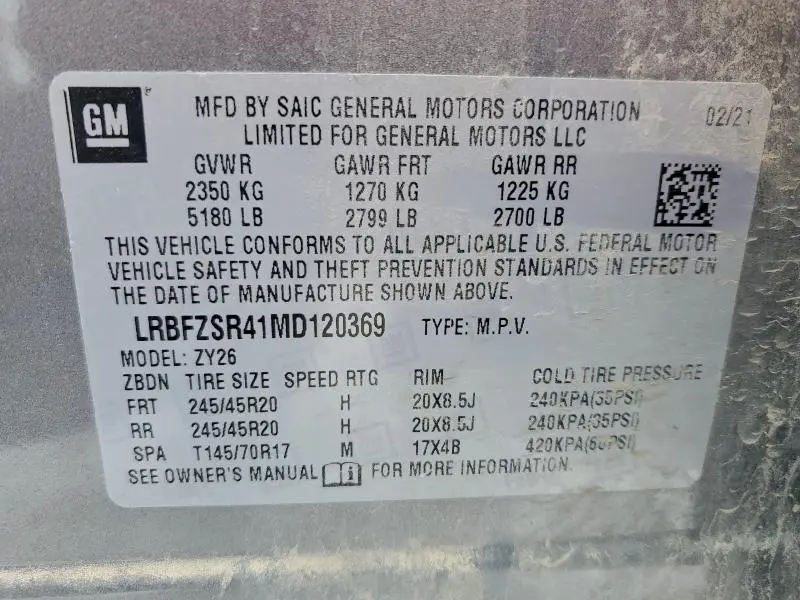 GM
MFD BY SAIC GENERAL MOTORS CORPORATION 02/21
LIMITED FOR GENERAL MOTORS LLC
GVWR GAWR FRT GAWR RR
2350 KG 1270 KG 1225 KG
5180 LB 2799 LB 2700 LB
THIS VEHICLE CONFORMS TO ALL APPLICABLE U.S. FEDERAL MOTOR
VEHICLE SAFETY AND THEFT PREVENTION STANDARDS IN EFFECT ON
THE DATE OF MANUFACTURE SHOWN ABOVE.
LRBFZSR41MD120369 TYPE: M.P.V.
MODEL: ZY26
ZBDN TIRE SIZE SPEED RTG RIM COLD TIRE PRESSURE
FRT 245/45R20 H 20X8.5J 240KPA(35PSI)
RR 245/45R20 H 20X8.5J 240KPA(35PSI)
SPA T145/70R17 M 17X4B 420KPA(60PSI)
SEE OWNER'S MANUAL FOR MORE INFORMATION.